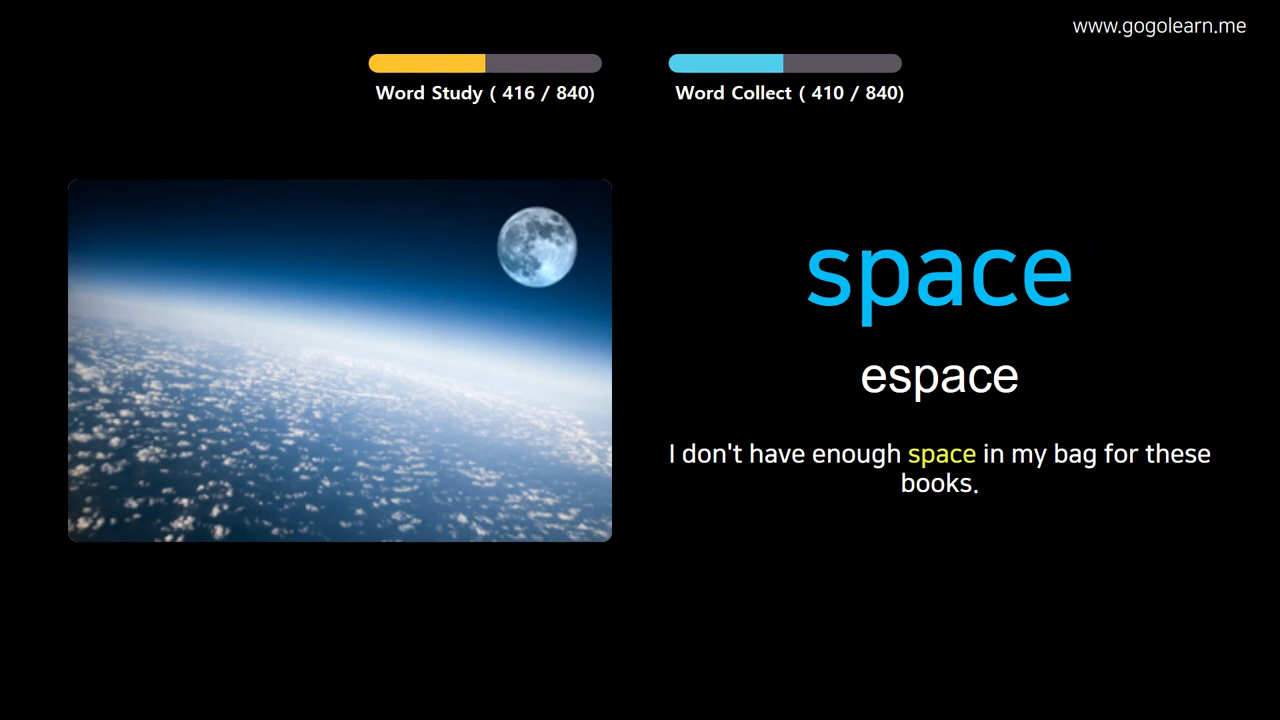 www.gogolearn.me
Word Study ( 416 / 840)
Word Collect ( 410 / 840)
space
espace
I don't have enough space in my bag for these
books.